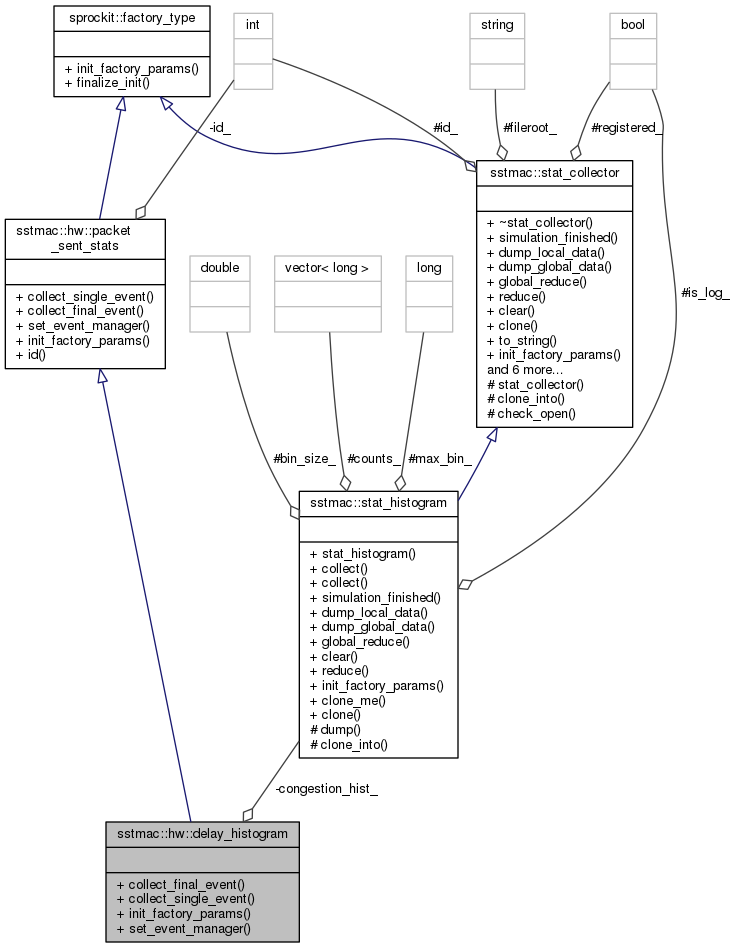 sprockit::factory_type
+ init_factory_params()
+ finalize_init()
int
string
bool
-id_
#id_
#fileroot_
#registered_
sstmac::stat_collector
+ ~stat_collector()
+ simulation_finished()
+ dump_local_data()
+ dump_global_data()
+ global_reduce()
+ reduce()
+ clear()
+ clone()
+ to_string()
+ init_factory_params()
and 6 more...
# stat_collector()
# clone_into()
# check_open()
sstmac::hw::packet
_sent_stats
+ collect_single_event()
+ collect_final_event()
+ set_event_manager()
+ init_factory_params()
+ id()
double
vector< long >
long
#is_log_
#bin_size_
#counts_
#max_bin_
sstmac::stat_histogram
+ stat_histogram()
+ collect()
+ collect()
+ simulation_finished()
+ dump_local_data()
+ dump_global_data()
+ global_reduce()
+ clear()
+ reduce()
+ init_factory_params()
+ clone_me()
+ clone()
# dump()
# clone_into()
-congestion_hist_
sstmac::hw::delay_histogram
+ collect_final_event()
+ collect_single_event()
+ init_factory_params()
+ set_event_manager()